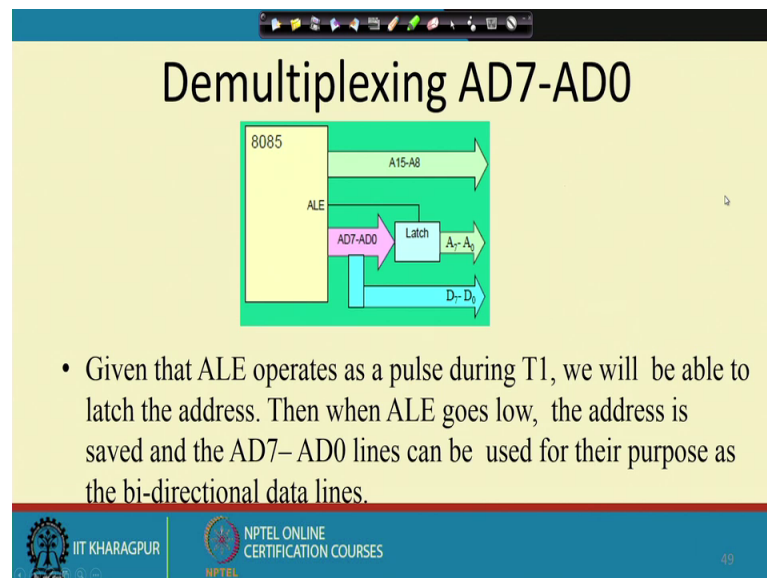 Demultiplexing AD7-AD0
8085
A15-A8
ALE
AD7-AD0
Latch
A7- A0
D7- D0
• Given that ALE operates as a pulse during T1, we will be able to
latch the address. Then when ALE goes low, the address is
saved and the AD7– AD0 lines can be used for their purpose as
the bi-directional data lines.
IIT KHARAGPUR
NPTEL
NPTEL ONLINE
CERTIFICATION COURSES
49